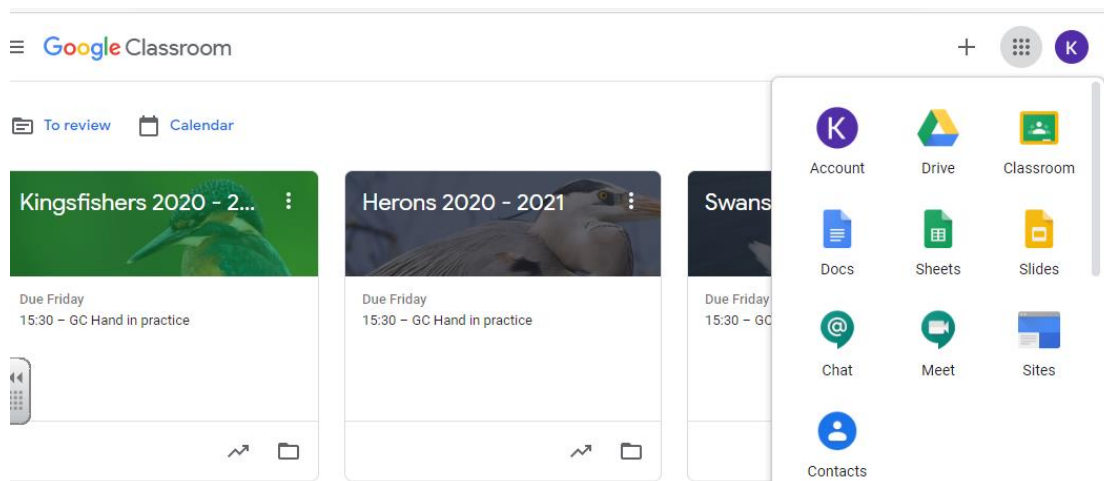 Google Classroom
K
To review
Calendar
Kingsfishers 2020 - 2...
Herons 2020 - 2021
Swans
Due Friday
15:30 – GC Hand in practice
Due Friday
15:30 – GC Hand in practice
Due Friday
15:30 – GC
K
Account
Drive
Classroom
Docs
Sheets
Slides
Chat
Meet
Sites
Contacts